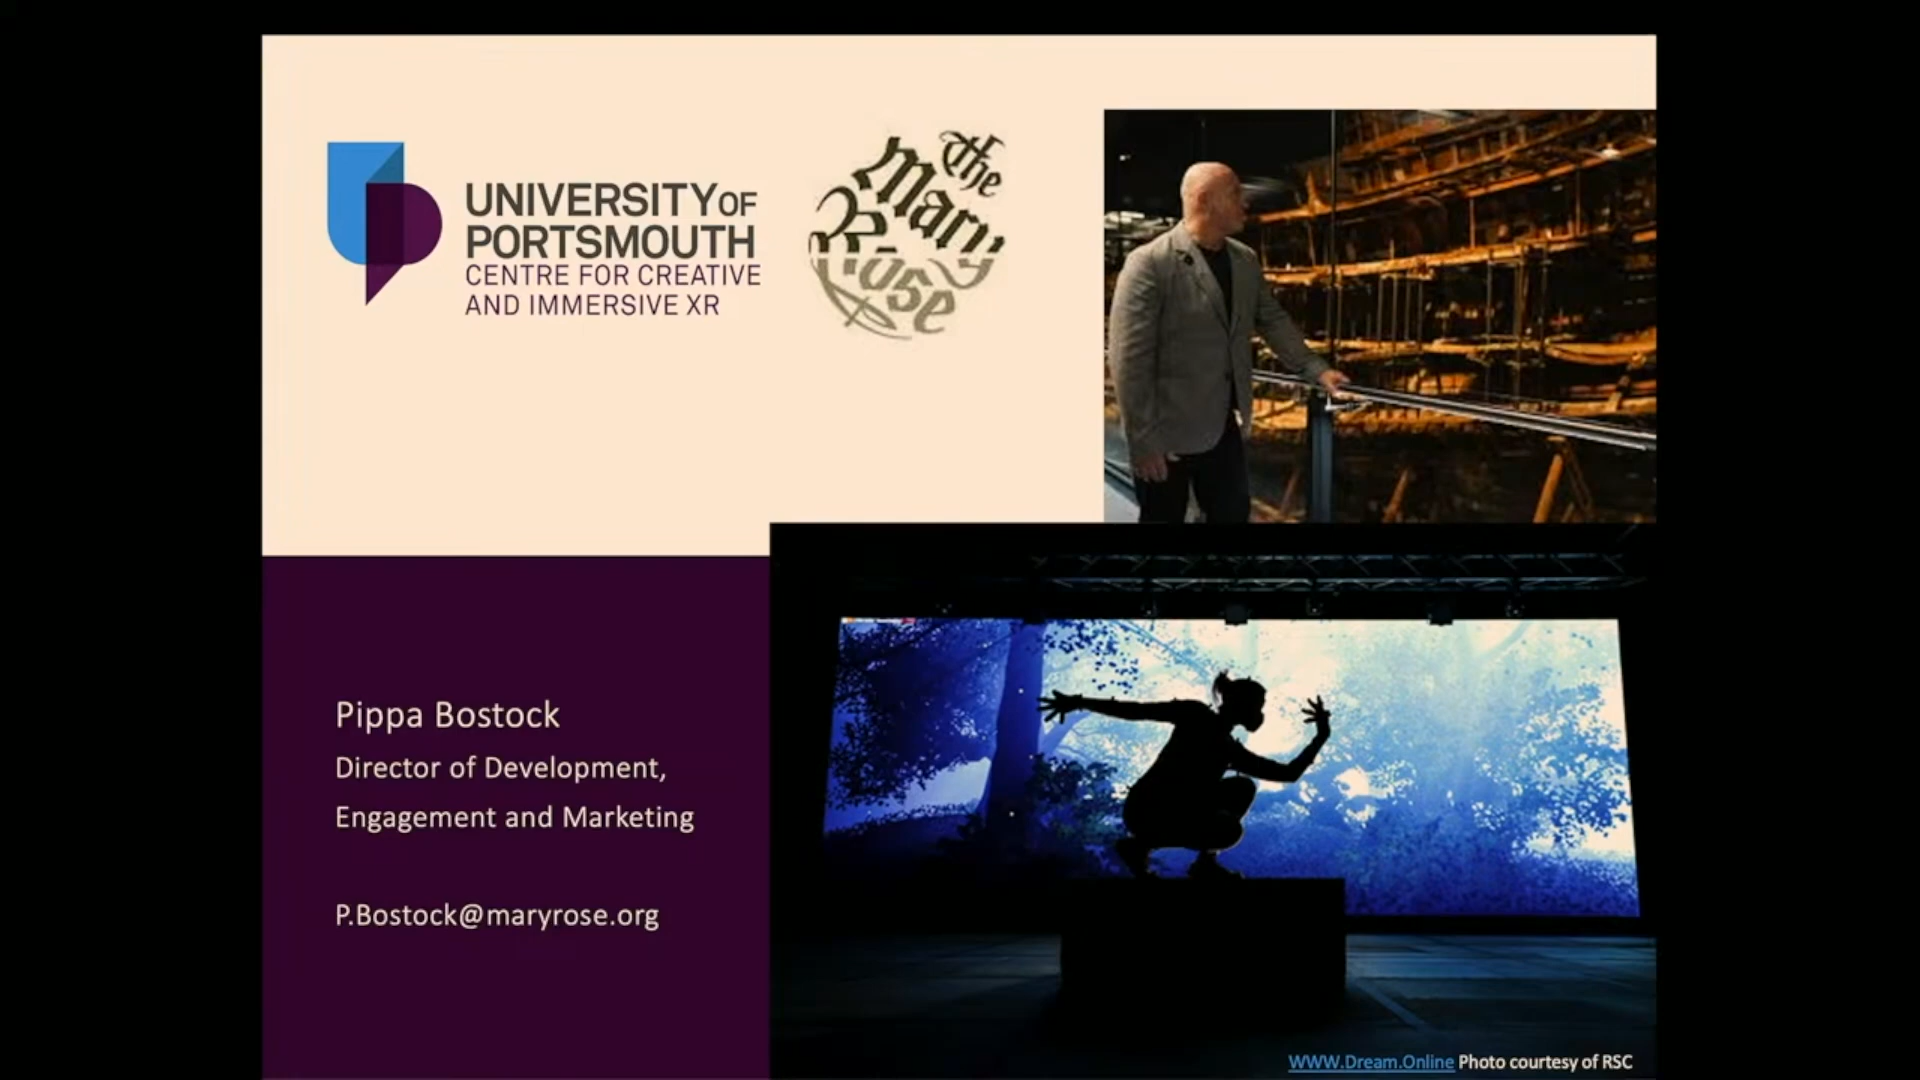 UNIVERSITY OF
PORTSMOUTH
CENTRE FOR CREATIVE
AND IMMERSIVE XR
the
Mary
Rose
Pippa Bostock
Director of Development,
Engagement and Marketing
P.Bostock@maryrose.org
WWW.Dream.Online Photo courtesy of RSC